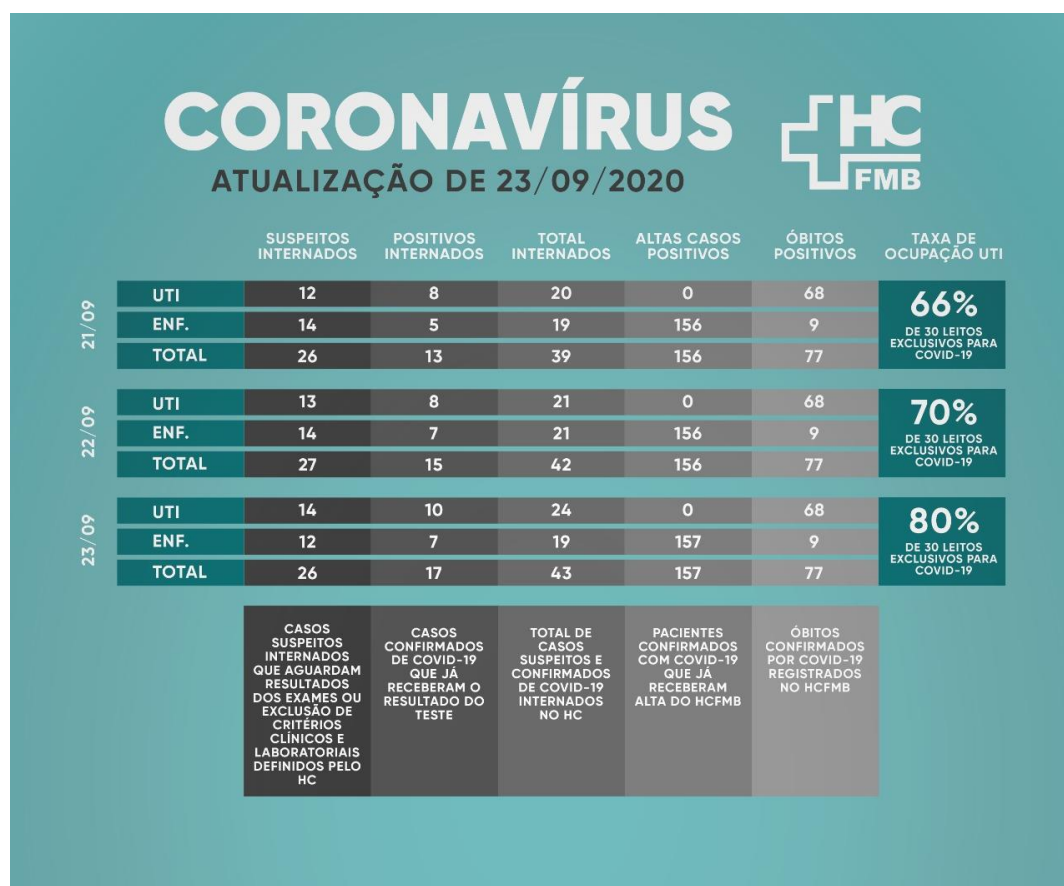 CORONAVÍRUS
HC
FMB
ATUALIZAÇÃO DE 23/09/2020
SUSPEITOS INTERNADOS POSITIVOS INTERNADOS TOTAL INTERNADOS ALTAS CASOS POSITIVOS ÓBITOS POSITIVOS TAXA DE OCUPAÇÃO UTI
21/09
UTI 12 8 20 0 68
ENF. 14 5 19 156 9
TOTAL 26 13 39 156 77
66%
DE 30 LEITOS
EXCLUSIVOS PARA
COVID-19
22/09
UTI 13 8 21 0 68
ENF. 14 7 21 156 9
TOTAL 27 15 42 156 77
70%
DE 30 LEITOS
EXCLUSIVOS PARA
COVID-19
23/09
UTI 14 10 24 0 68
ENF. 12 7 19 157 9
TOTAL 26 17 43 157 77
80%
DE 30 LEITOS
EXCLUSIVOS PARA
COVID-19
CASOS
SUSPEITOS
INTERNADOS
QUE AGUARDAM
RESULTADOS
DOS EXAMES OU
EXCLUSÃO DE
CRITÉRIOS
CLÍNICOS E
LABORATORIAIS
DEFINIDOS PELO
HC
CASOS
CONFIRMADOS
DE COVID-19
QUE JÁ
RECEBERAM O
RESULTADO DO
TESTE
TOTAL DE
CASOS
SUSPEITOS E
CONFIRMADOS
DE COVID-19
INTERNADOS
NO HC
PACIENTES
CONFIRMADOS
COM COVID-19
QUE JÁ
RECEBERAM
ALTA DO HCFMB
ÓBITOS
CONFIRMADOS
POR COVID-19
REGISTRADOS
NO HCFMB